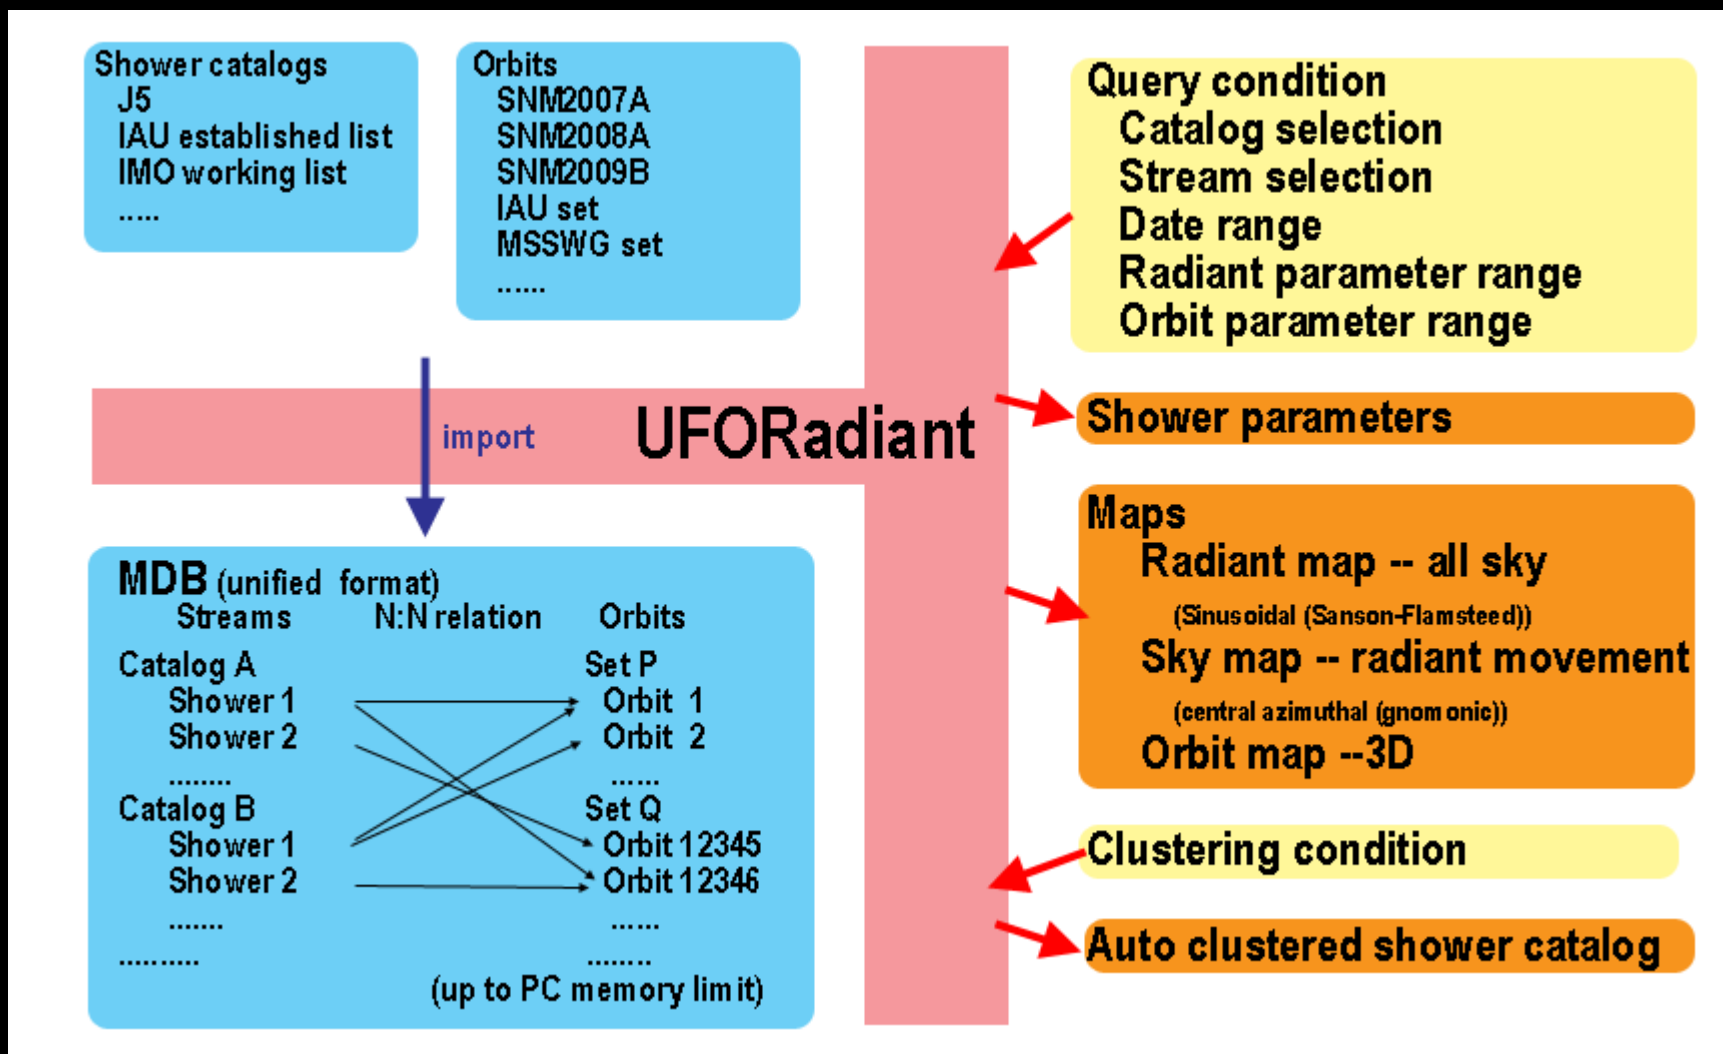 Shower catalogs
J5
IAU established list
IMO working list
.....
Orbits
SNM2007A
SNM2008A
SNM2009B
IAU set
MSSWG set
......
import
UFORadiant
MDB (unified format)
Streams N:N relation Orbits
Catalog A
Shower 1
Shower 2
........
Catalog B
Shower 1
Shower 2
.......
..........
Set P
Orbit 1
Orbit 2
......
Set Q
Orbit 12345
Orbit 12346
......
........
(up to PC memory limit)
Query condition
Catalog selection
Stream selection
Date range
Radiant parameter range
Orbit parameter range
Shower parameters
Maps
Radiant map -- all sky
(Sinusoidal (Sanson-Flamsteed))
Sky map -- radiant movement
(central azimuthal (gnomonic))
Orbit map --3D
Clustering condition
Auto clustered shower catalog